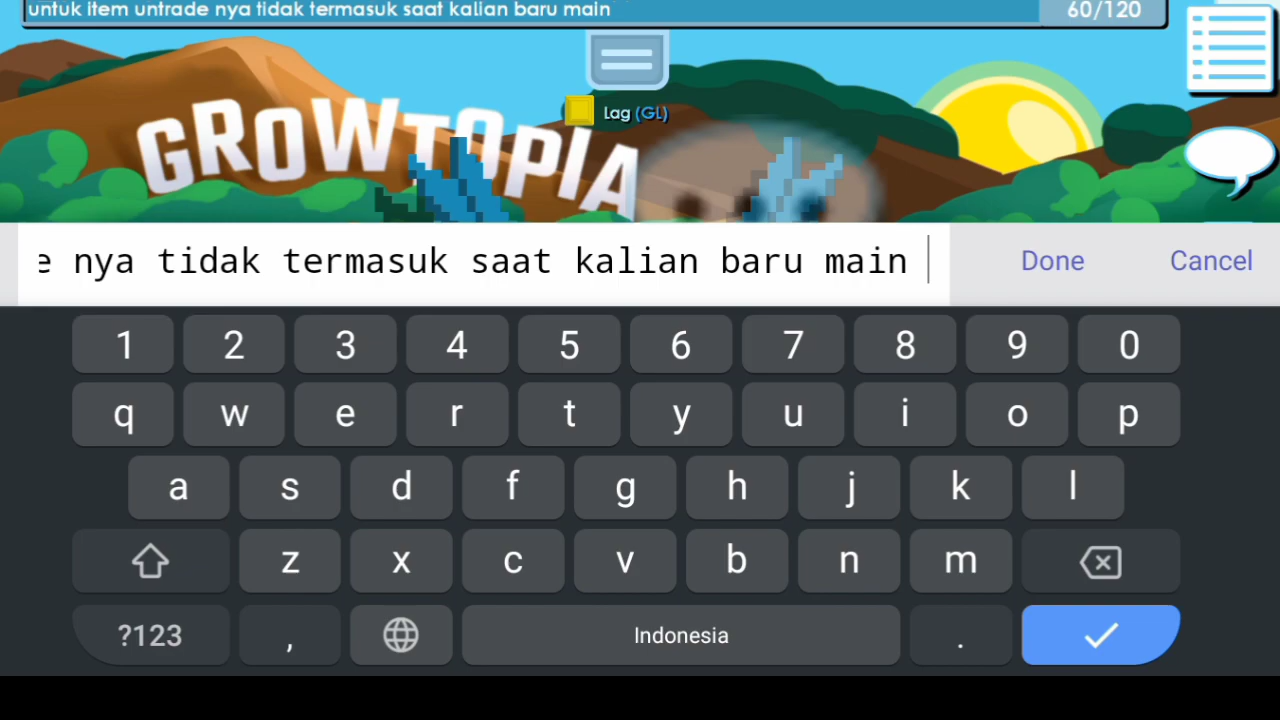 untuk item untrade nya tidak termasuk saat kalian baru main
60/120
GROWTOPIA
Lag (GL)
e nya tidak termasuk saat kalian baru main
Done
Cancel
1 2 3 4 5 6 7 8 9 0
q w e r t y u i o p
a s d f g h j k l
z x c v b n m
?123 , Indonesia .